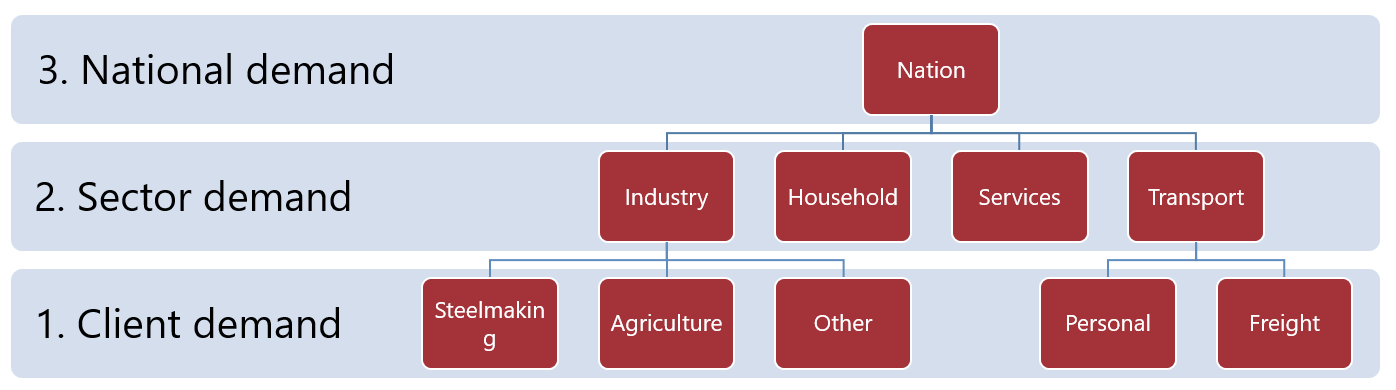 3. National demand
Nation
2. Sector demand
Industry
Household
Services
Transport
1. Client demand
Steelmakin
g
Agriculture
Other
Personal
Freight